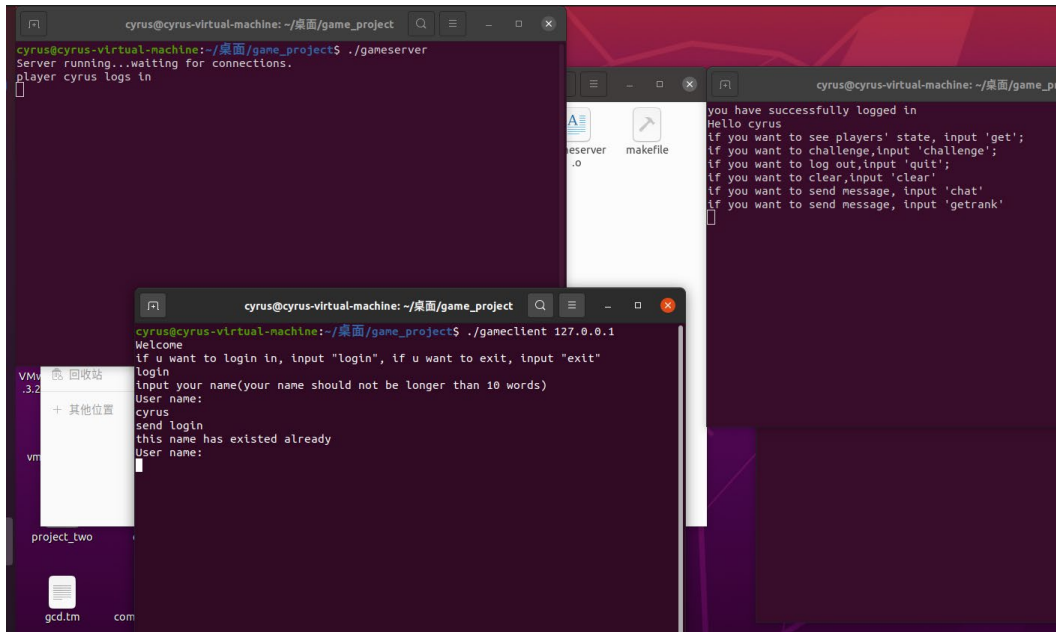 cyrus@cyrus-virtual-machine: ~/桌面/game_project
cyrus@cyrus-virtual-machine:~/桌面/game_project$ ./gameserver
Server running...waiting for connections.
player cyrus logs in
meserver
.o
makefile
cyrus@cyrus-virtual-machine: ~/桌面/game_p
you have successfully logged in
Hello cyrus
if you want to see players' state, input 'get';
if you want to challenge,input 'challenge';
if you want to log out,input 'quit';
if you want to clear,input 'clear'
if you want to send message, input 'chat'
if you want to send message, input 'getrank'
cyrus@cyrus-virtual-machine: ~/桌面/game_project
cyrus@cyrus-virtual-machine:~/桌面/game_project$ ./gameclient 127.0.0.1
Welcome
if u want to login in, input "login", if u want to exit, input "exit"
login
input your name(your name should not be longer than 10 words)
User name:
cyrus
send login
this name has existed already
User name:
VMw
.3.2
回收站
+ 其他位置
vm
project_two
gcd.tm
com